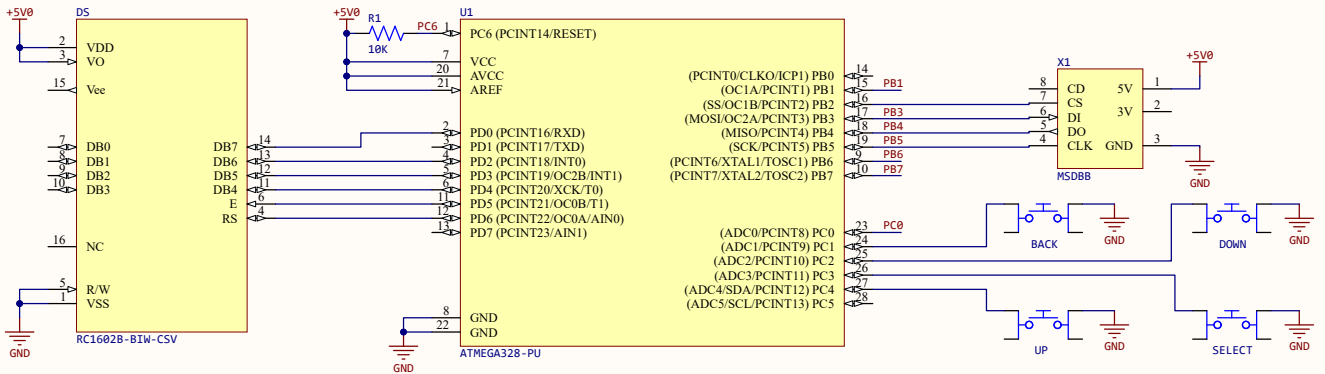 +5V0
DS
2 VDD
3 VO
15 Vee
7 DB0
8 DB1
9 DB2
10 DB3
DB7 14
DB6 13
DB5 12
DB4 11
E 6
RS 4
16 NC
5 R/W
1 VSS
GND
RC1602B-BIW-CSV
+5V0
R1
10K
PC6
U1
1 PC6 (PCINT14/RESET)
7 VCC
20 AVCC
21 AREF
2 PD0 (PCINT16/RXD)
3 PD1 (PCINT17/TXD)
4 PD2 (PCINT18/INT0)
5 PD3 (PCINT19/OC2B/INT1)
6 PD4 (PCINT20/XCK/T0)
11 PD5 (PCINT21/OC0B/T1)
12 PD6 (PCINT22/OC0A/AIN0)
13 PD7 (PCINT23/AIN1)
8 GND
22 GND
GND
ATMEGA328-PU
(PCINT0/CLKO/ICP1) PB0 14
(OC1A/PCINT1) PB1 15 PB1
(SS/OC1B/PCINT2) PB2 16
(MOSI/OC2A/PCINT3) PB3 17 PB3
(MISO/PCINT4) PB4 18 PB4
(SCK/PCINT5) PB5 19 PB5
(PCINT6/XTAL1/TOSC1) PB6 9 PB6
(PCINT7/XTAL2/TOSC2) PB7 10 PB7
(ADC0/PCINT8) PC0 23 PC0
(ADC1/PCINT9) PC1 24
(ADC2/PCINT10) PC2 25
(ADC3/PCINT11) PC3 26
(ADC4/SDA/PCINT12) PC4 27
(ADC5/SCL/PCINT13) PC5 28
X1
8 CD
7 CS
6 DI
5 DO
4 CLK
5V 1
3V 2
GND 3
MSDBB
+5V0
GND
BACK
GND
DOWN
GND
UP
GND
SELECT
GND